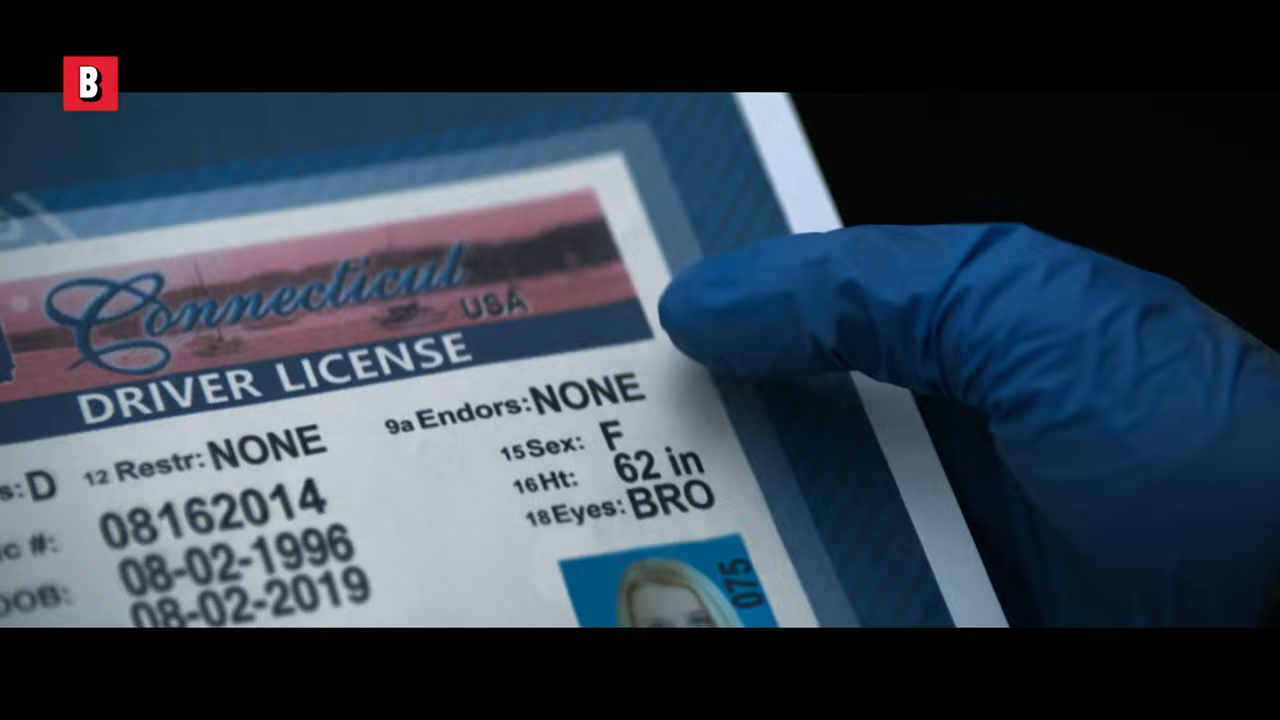 B
Connecticut
USA
DRIVER LICENSE
9a Endors: NONE
12 Restr: NONE
s: D
15 Sex: F
16 Ht: 62 in
18 Eyes: BRO
c #: 08162014
DOB: 08-02-1996
08-02-2019
075